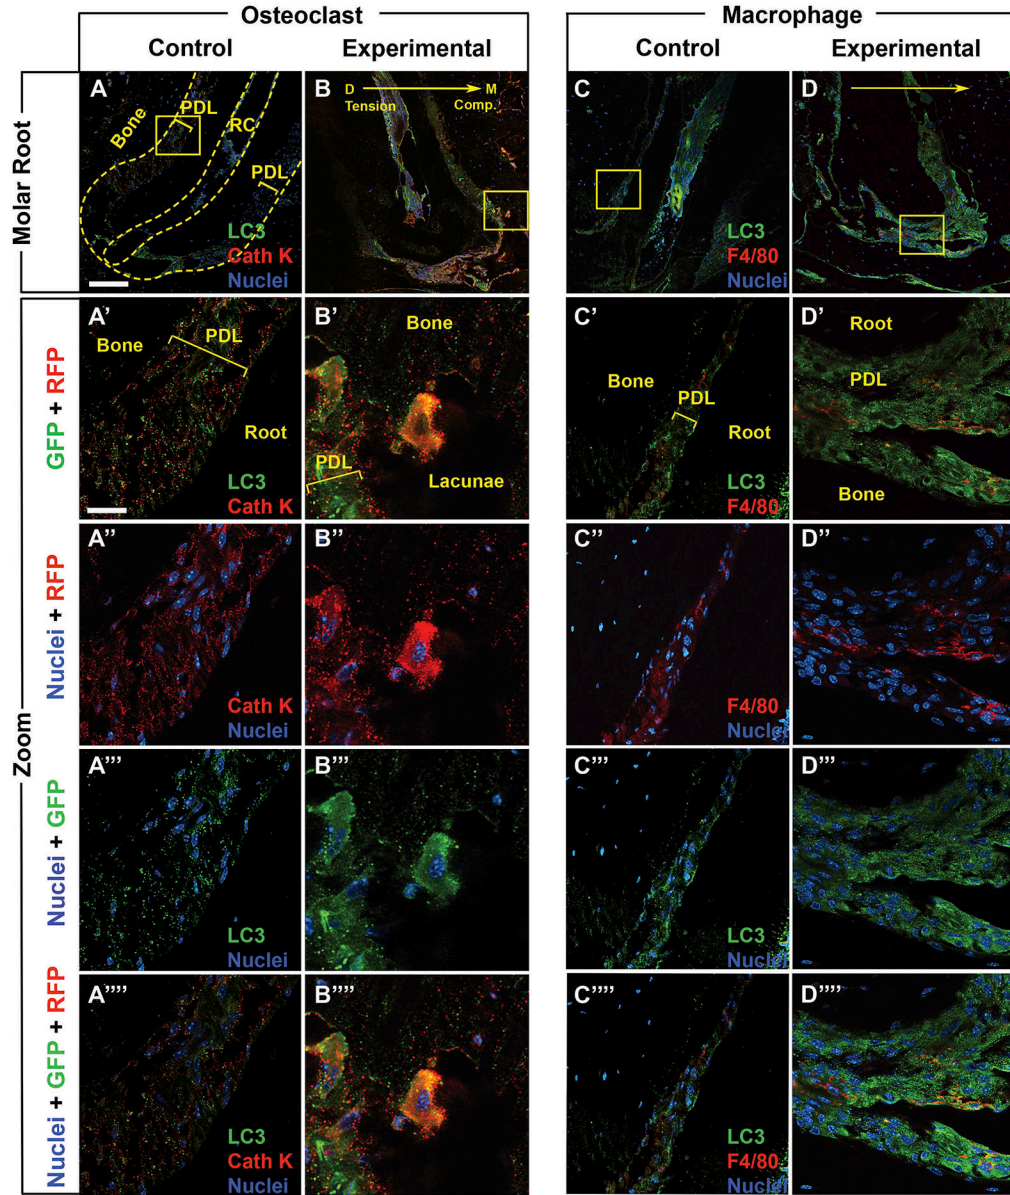 Osteoclast
Macrophage
Control
Experimental
Control
Experimental
Molar Root
A
Bone
PDL
RC
PDL
LC3
Cath K
Nuclei
B
D
M
Tension
Comp.
C
LC3
F4/80
Nuclei
D
Zoom
GFP + RFP
A'
Bone
PDL
Root
LC3
Cath K
B'
Bone
PDL
Lacunae
C'
Bone
PDL
Root
LC3
F4/80
D'
Root
PDL
Bone
Nuclei + RFP
A''
Cath K
Nuclei
B''
C''
F4/80
Nuclei
D''
Nuclei + GFP
A'''
LC3
Nuclei
B'''
C'''
LC3
Nuclei
D'''
Nuclei + GFP + RFP
A''''
LC3
Cath K
Nuclei
B''''
C''''
LC3
F4/80
Nuclei
D''''